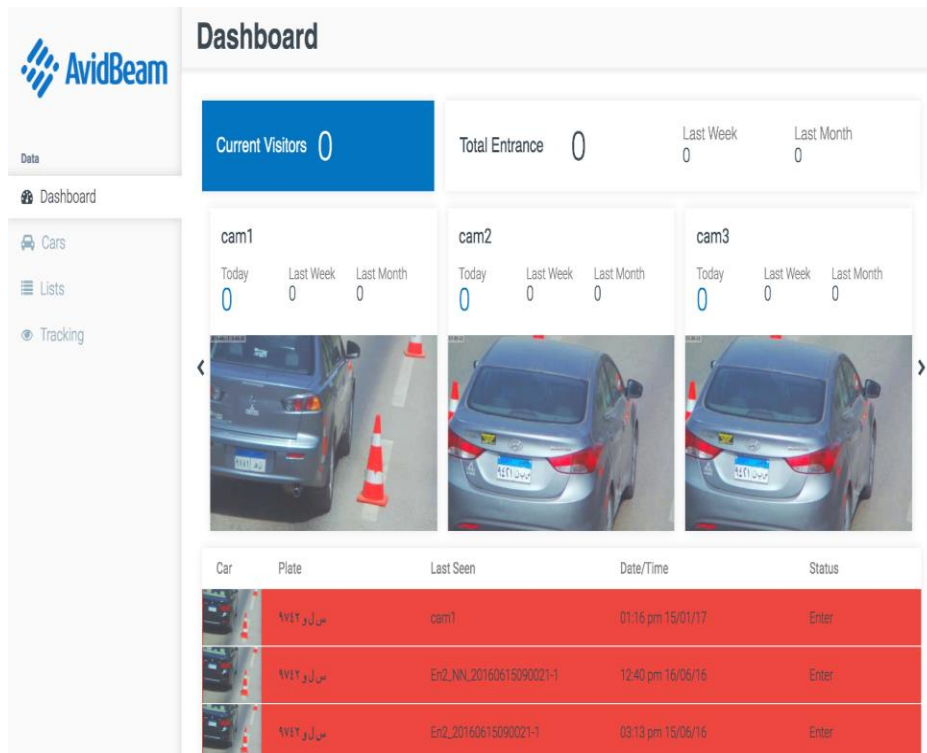 AvidBeam
Dashboard
Current Visitors 0
Total Entrance 0
Last Week
0
Last Month
0
Data
Dashboard
Cars
Lists
Tracking
cam1
Today Last Week Last Month
0 0 0
cam2
Today Last Week Last Month
0 0 0
cam3
Today Last Week Last Month
0 0 0
Car Plate Last Seen Date/Time Status
س ل و ٩٧٤٢ cam1 01:16 pm 15/01/17 Enter
س ل و ٩٧٤٢ En2_NN_20160615090021-1 12:40 pm 16/06/16 Enter
س ل و ٩٧٤٢ En2_20160615090021-1 03:13 pm 15/06/16 Enter